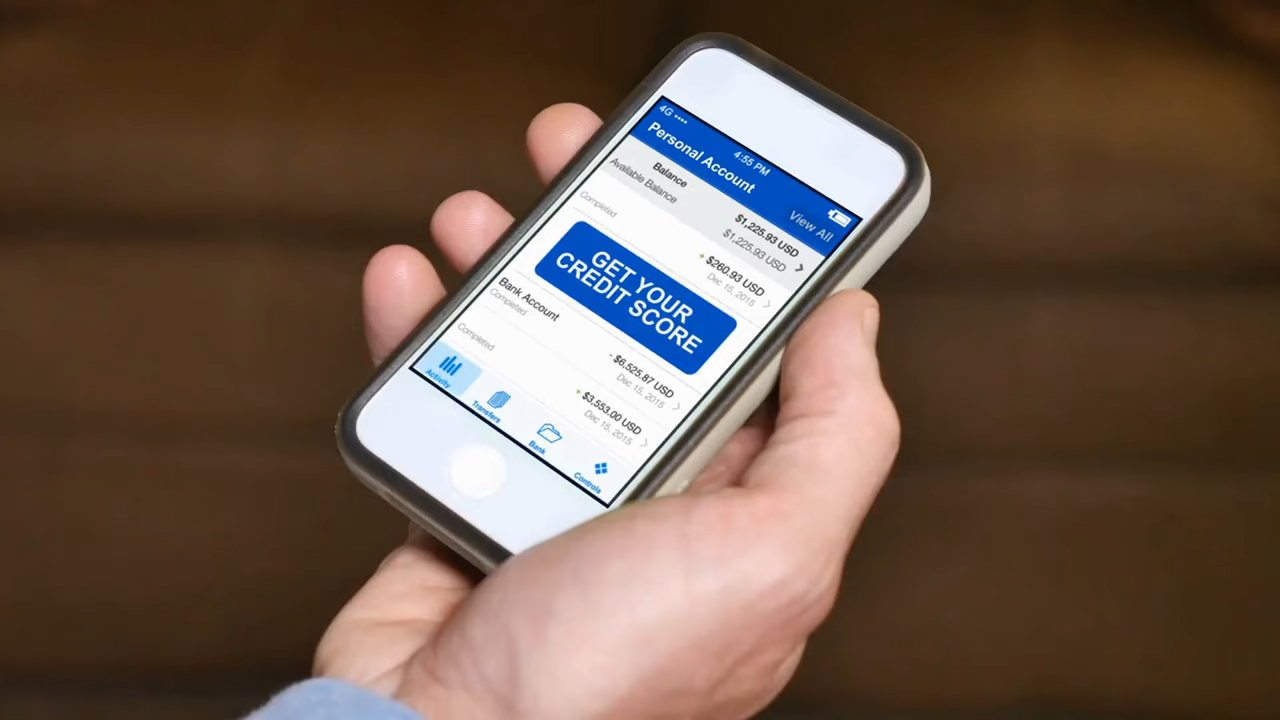 4G
4:55 PM
Personal Account
View All
Balance
$1,225.93 USD
Available Balance
$1,225.93 USD
Completed
+ $260.93 USD
Dec 15, 2015
GET YOUR
CREDIT SCORE
Bank Account
Completed
- $6,525.87 USD
Dec 15, 2015
Completed
+ $3,553.00 USD
Dec 15, 2015
Activity
Transfers
Bank
Controls